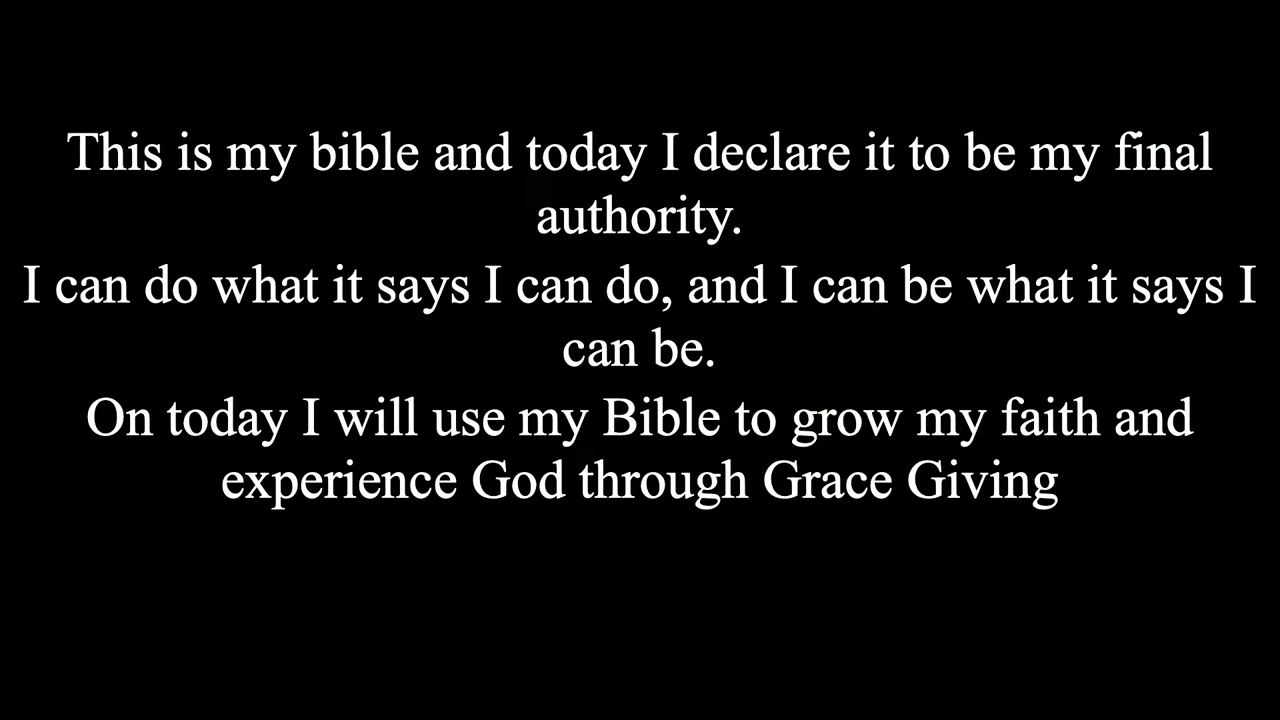 This is my bible and today I declare it to be my final
authority.
I can do what it says I can do, and I can be what it says I
can be.
On today I will use my Bible to grow my faith and
experience God through Grace Giving